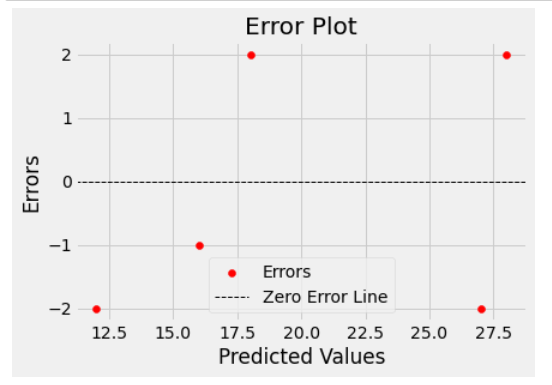 Error Plot
2
1
0
−1
−2
Errors
Errors
Zero Error Line
12.5 15.0 17.5 20.0 22.5 25.0 27.5
Predicted Values